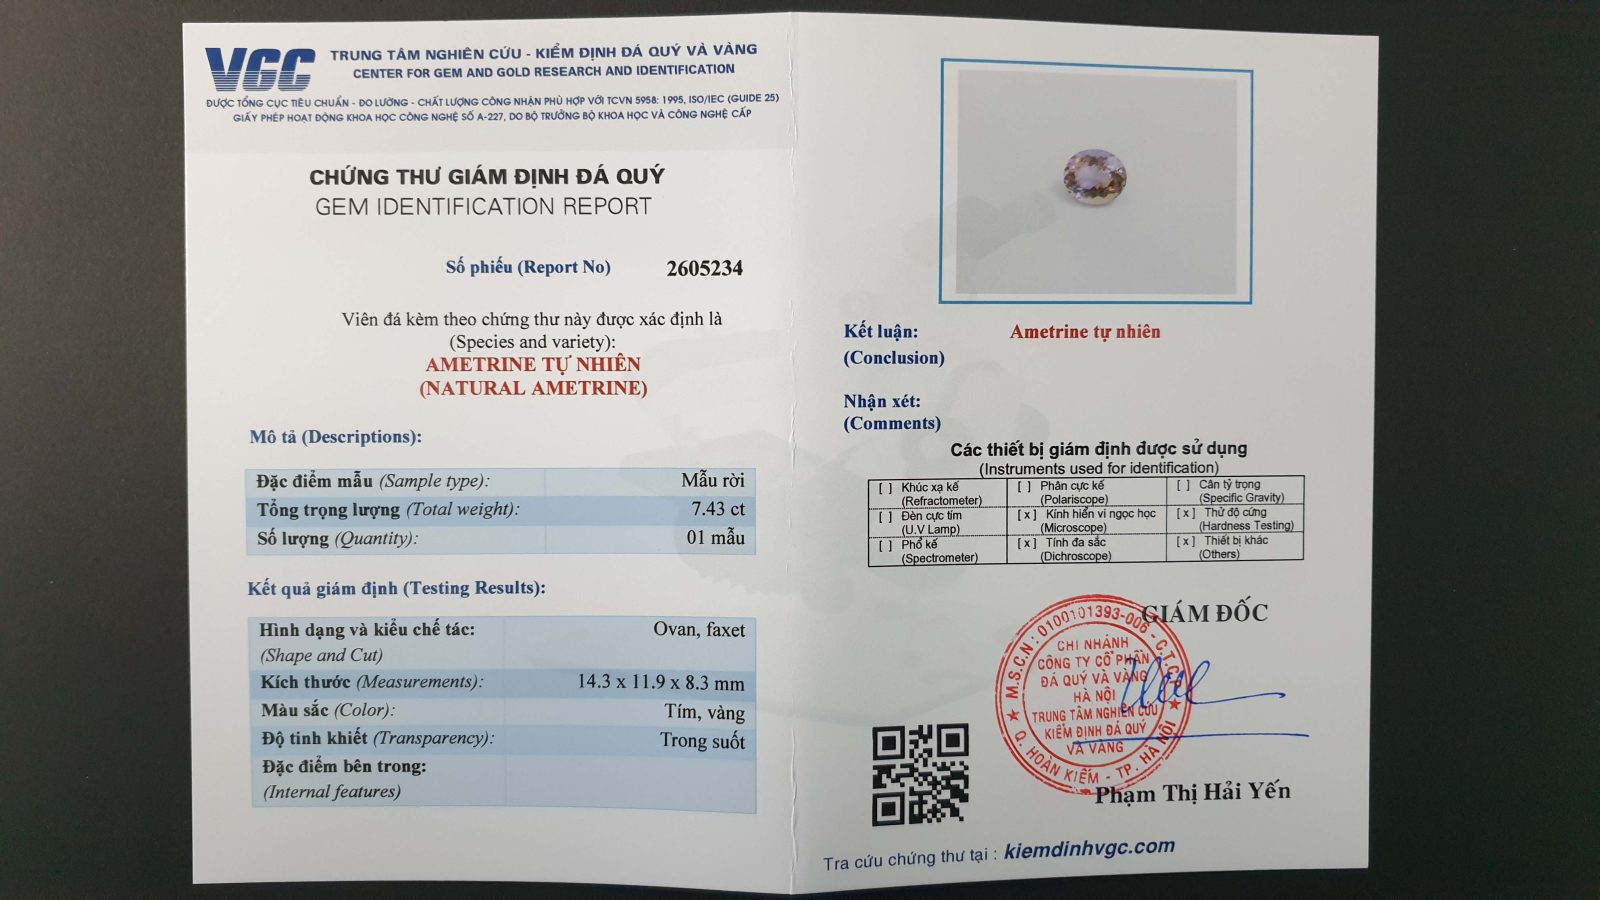 VGC
TRUNG TÂM NGHIÊN CỨU - KIỂM ĐỊNH ĐÁ QUÝ VÀ VÀNG
CENTER FOR GEM AND GOLD RESEARCH AND IDENTIFICATION
ĐƯỢC TỔNG CỤC TIÊU CHUẨN - ĐO LƯỜNG - CHẤT LƯỢNG CÔNG NHẬN PHÙ HỢP VỚI TCVN 5958: 1995, ISO/IEC (GUIDE 25)
GIẤY PHÉP HOẠT ĐỘNG KHOA HỌC CÔNG NGHỆ SỐ A-227, DO BỘ TRƯỞNG BỘ KHOA HỌC VÀ CÔNG NGHỆ CẤP
CHỨNG THƯ GIÁM ĐỊNH ĐÁ QUÝ
GEM IDENTIFICATION REPORT
Số phiếu (Report No) 2605234
Viên đá kèm theo chứng thư này được xác định là
(Species and variety):
AMETRINE TỰ NHIÊN
(NATURAL AMETRINE)
Mô tả (Descriptions):
Đặc điểm mẫu (Sample type): Mẫu rời
Tổng trọng lượng (Total weight): 7.43 ct
Số lượng (Quantity): 01 mẫu
Kết quả giám định (Testing Results):
Hình dạng và kiểu chế tác: Ovan, faxet
(Shape and Cut)
Kích thước (Measurements): 14.3 x 11.9 x 8.3 mm
Màu sắc (Color): Tím, vàng
Độ tinh khiết (Transparency): Trong suốt
Đặc điểm bên trong:
(Internal features)
Kết luận: Ametrine tự nhiên
(Conclusion)
Nhận xét:
(Comments)
Các thiết bị giám định được sử dụng
(Instruments used for identification)
[ ] Khúc xạ kế [ ] Phân cực kế [ ] Cân tỷ trọng
(Refractometer) (Polariscope) (Specific Gravity)
[ ] Đèn cực tím [x] Kính hiển vi ngọc học [x] Thử độ cứng
(U.V Lamp) (Microscope) (Hardness Testing)
[ ] Phổ kế [x] Tính đa sắc [x] Thiết bị khác
(Spectrometer) (Dichroscope) (Others)
GIÁM ĐỐC
M.S.C.N: 0100101393-006 - C.T.C.P
CHI NHÁNH
CÔNG TY CỔ PHẦN
ĐÁ QUÝ VÀ VÀNG
HÀ NỘI
TRUNG TÂM NGHIÊN CỨU
KIỂM ĐỊNH ĐÁ QUÝ
VÀ VÀNG
Q. HOÀN KIẾM - TP. HÀ NỘI
Phạm Thị Hải Yến
Tra cứu chứng thư tại : kiemdinhvgc.com